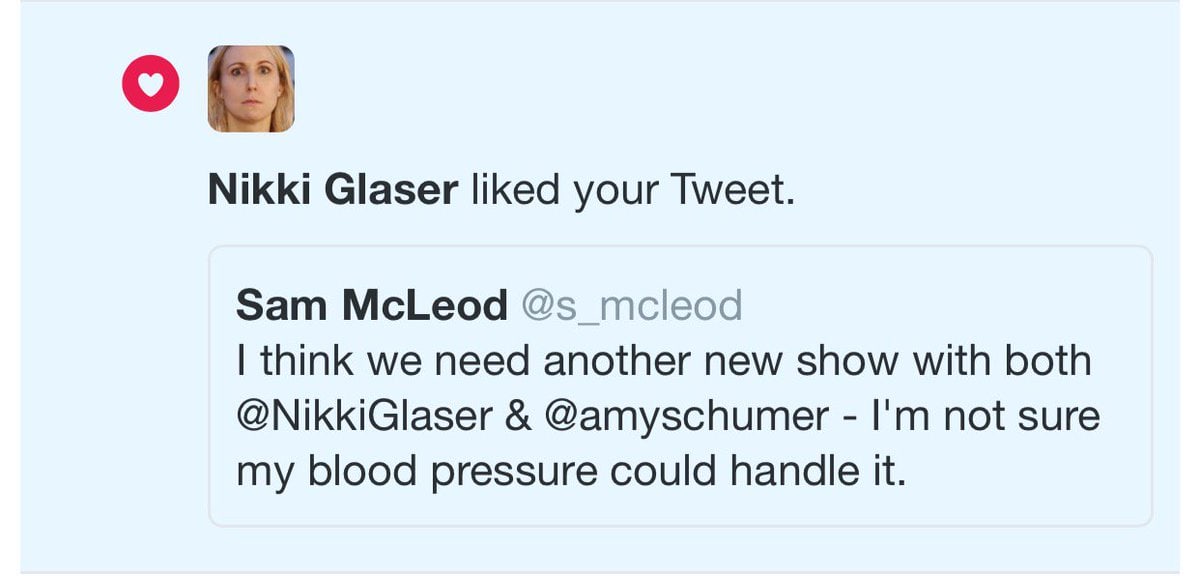 Nikki Glaser liked your Tweet.
Sam McLeod @s_mcleod
I think we need another new show with both
@NikkiGlaser & @amyschumer - I'm not sure
my blood pressure could handle it.